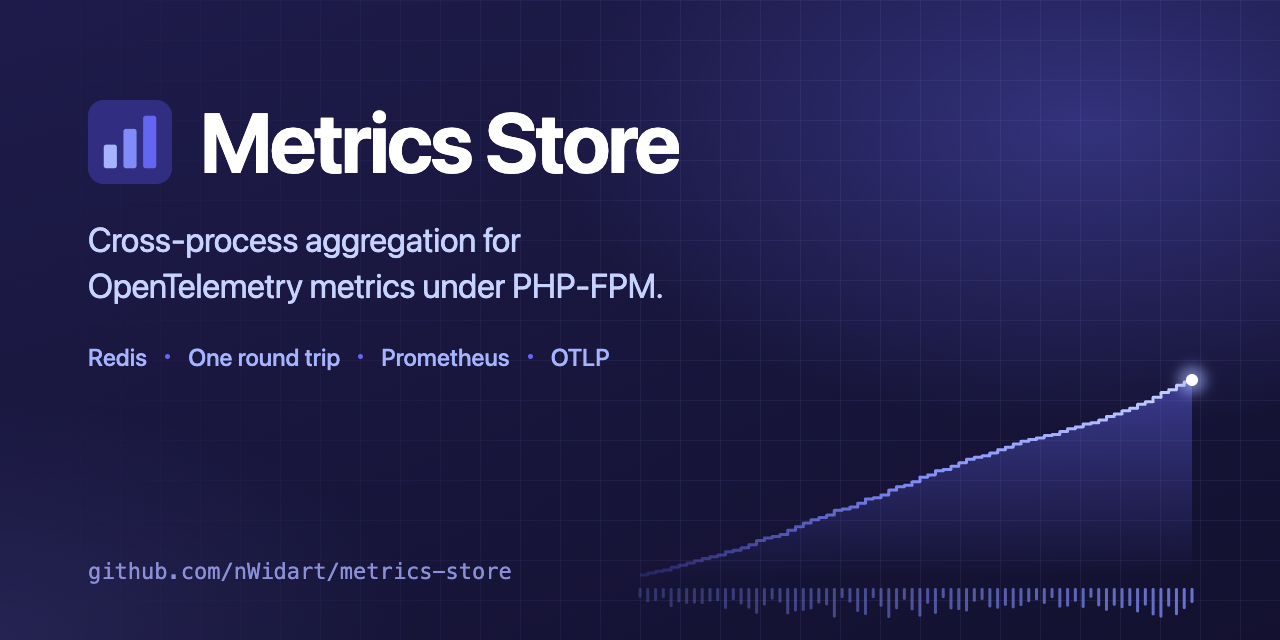 Metrics Store
Cross-process aggregation for
OpenTelemetry metrics under PHP-FPM.
Redis • One round trip • Prometheus • OTLP
github.com/nWidart/metrics-store